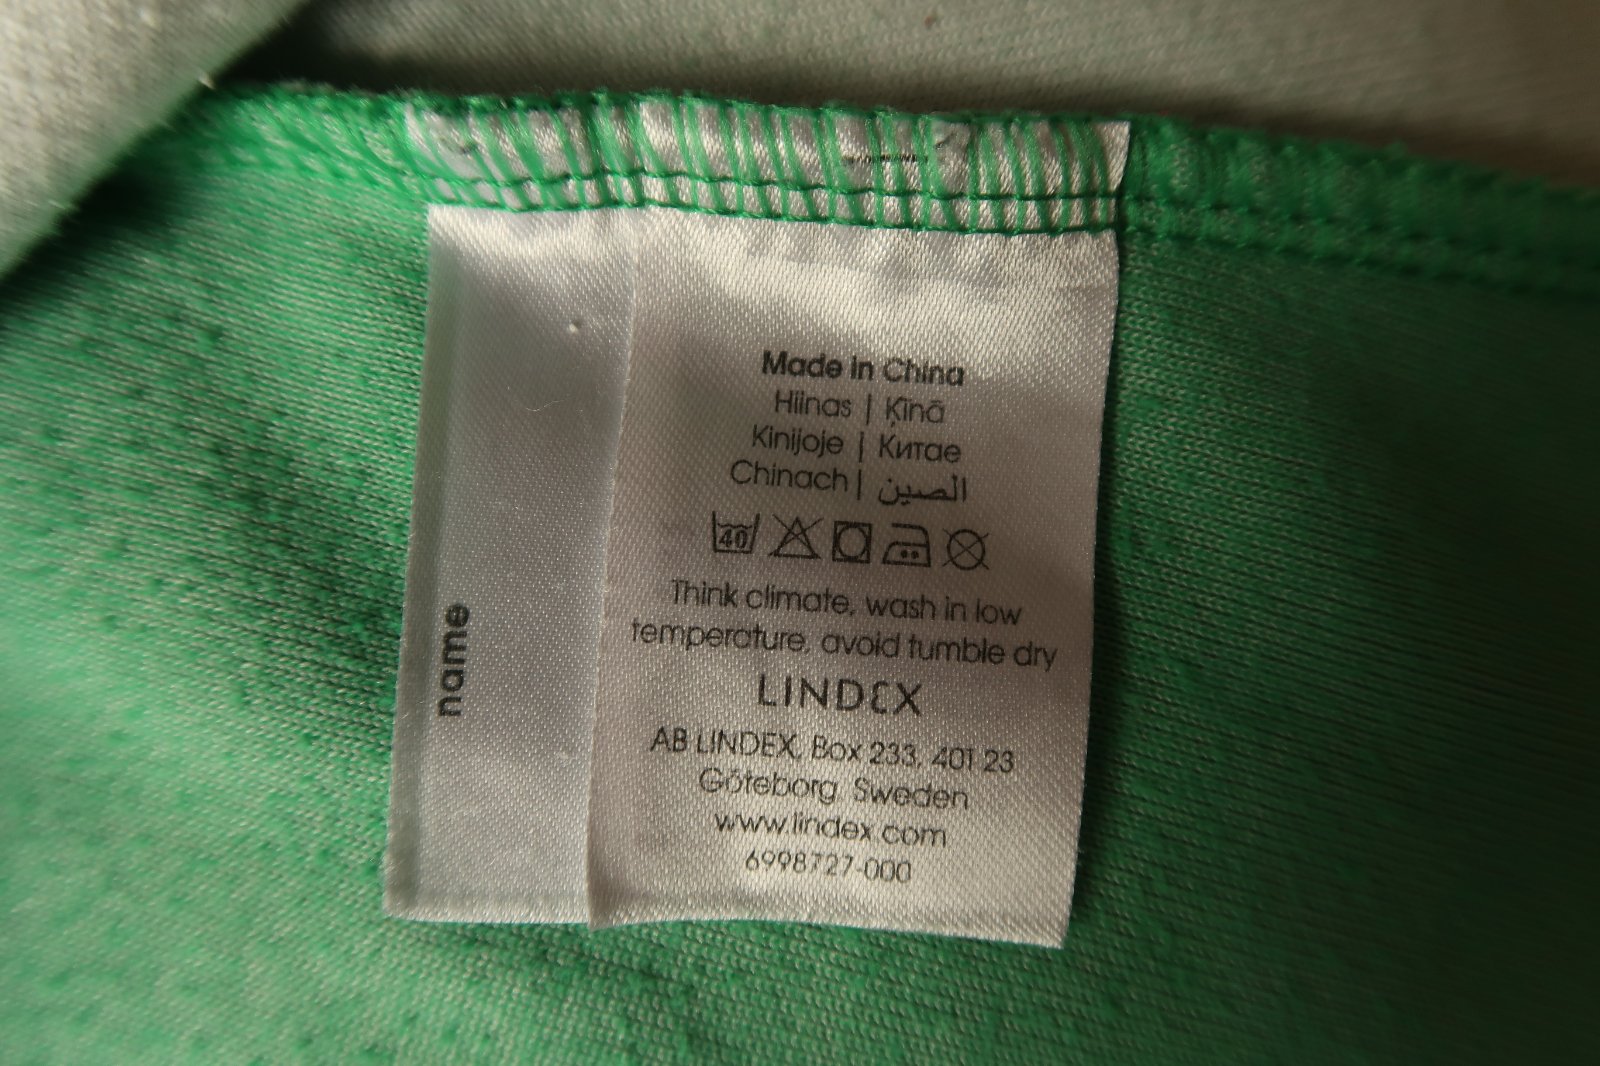 Made in China
Hiinas | Ķīnā
Kinijoje | Китае
Chinach | الصين
40
Think climate, wash in low
temperature, avoid tumble dry
LINDEX
AB LINDEX, Box 233, 401 23
Göteborg, Sweden
www.lindex.com
6998727-000
name